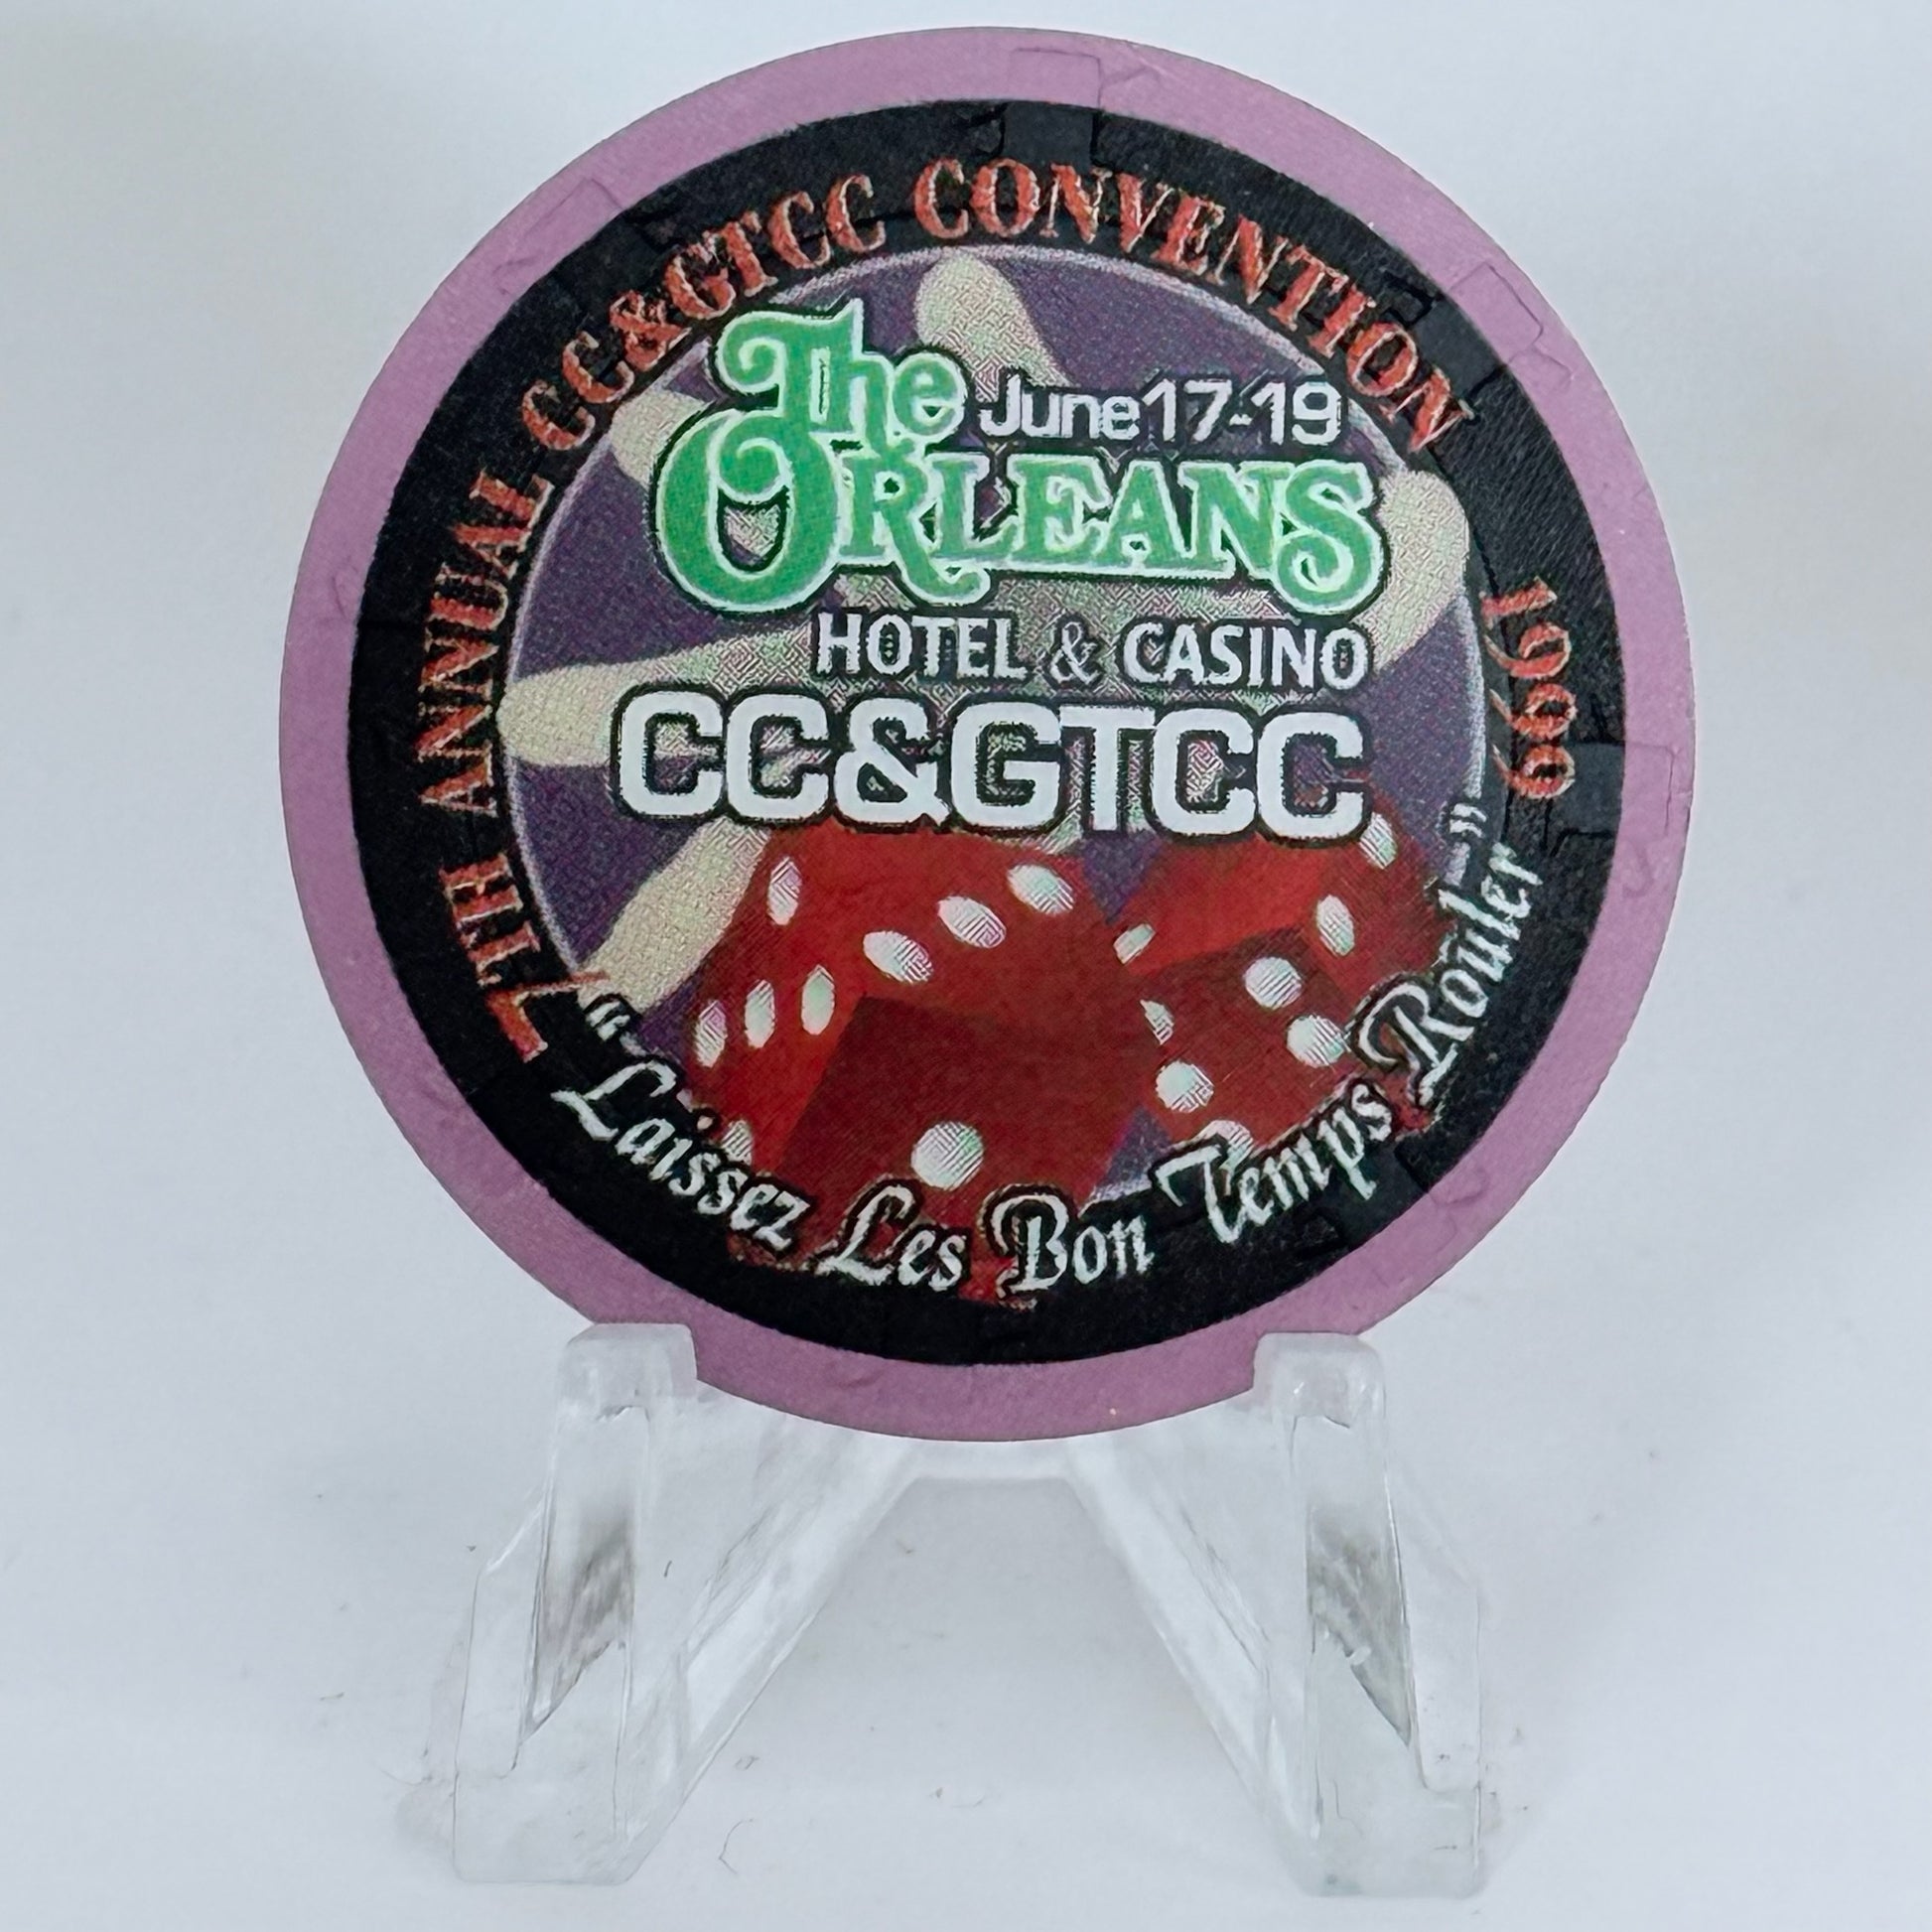 7TH ANNUAL CC&GTCC CONVENTION 1999
The June 17-19
ORLEANS
HOTEL & CASINO
CC&GTCC
"Laissez Les Bon Temps Rouler"